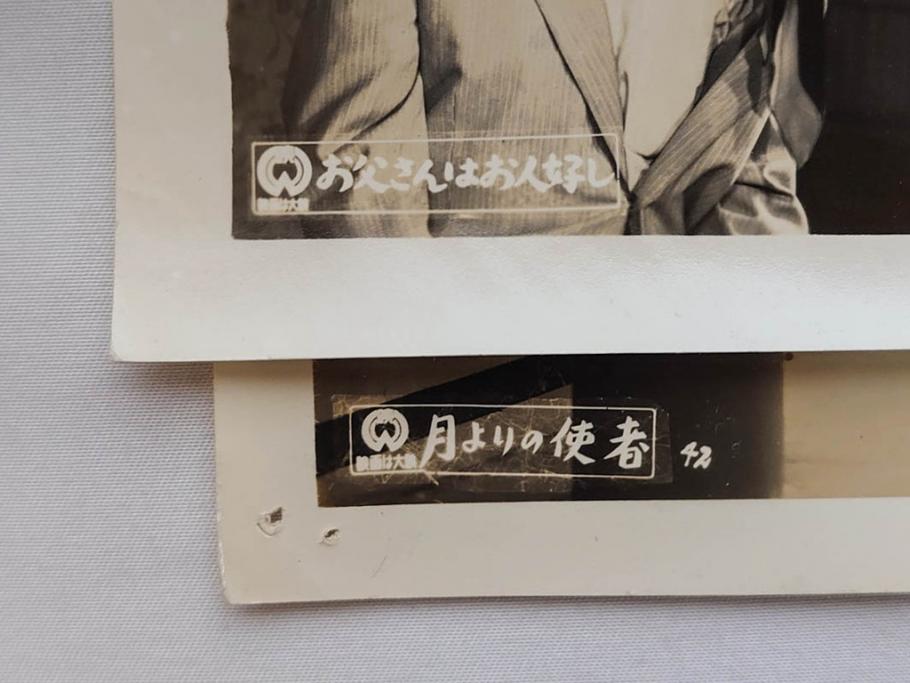 お父さんはお人好し
映画は大映
月よりの使者
映画は大映
42